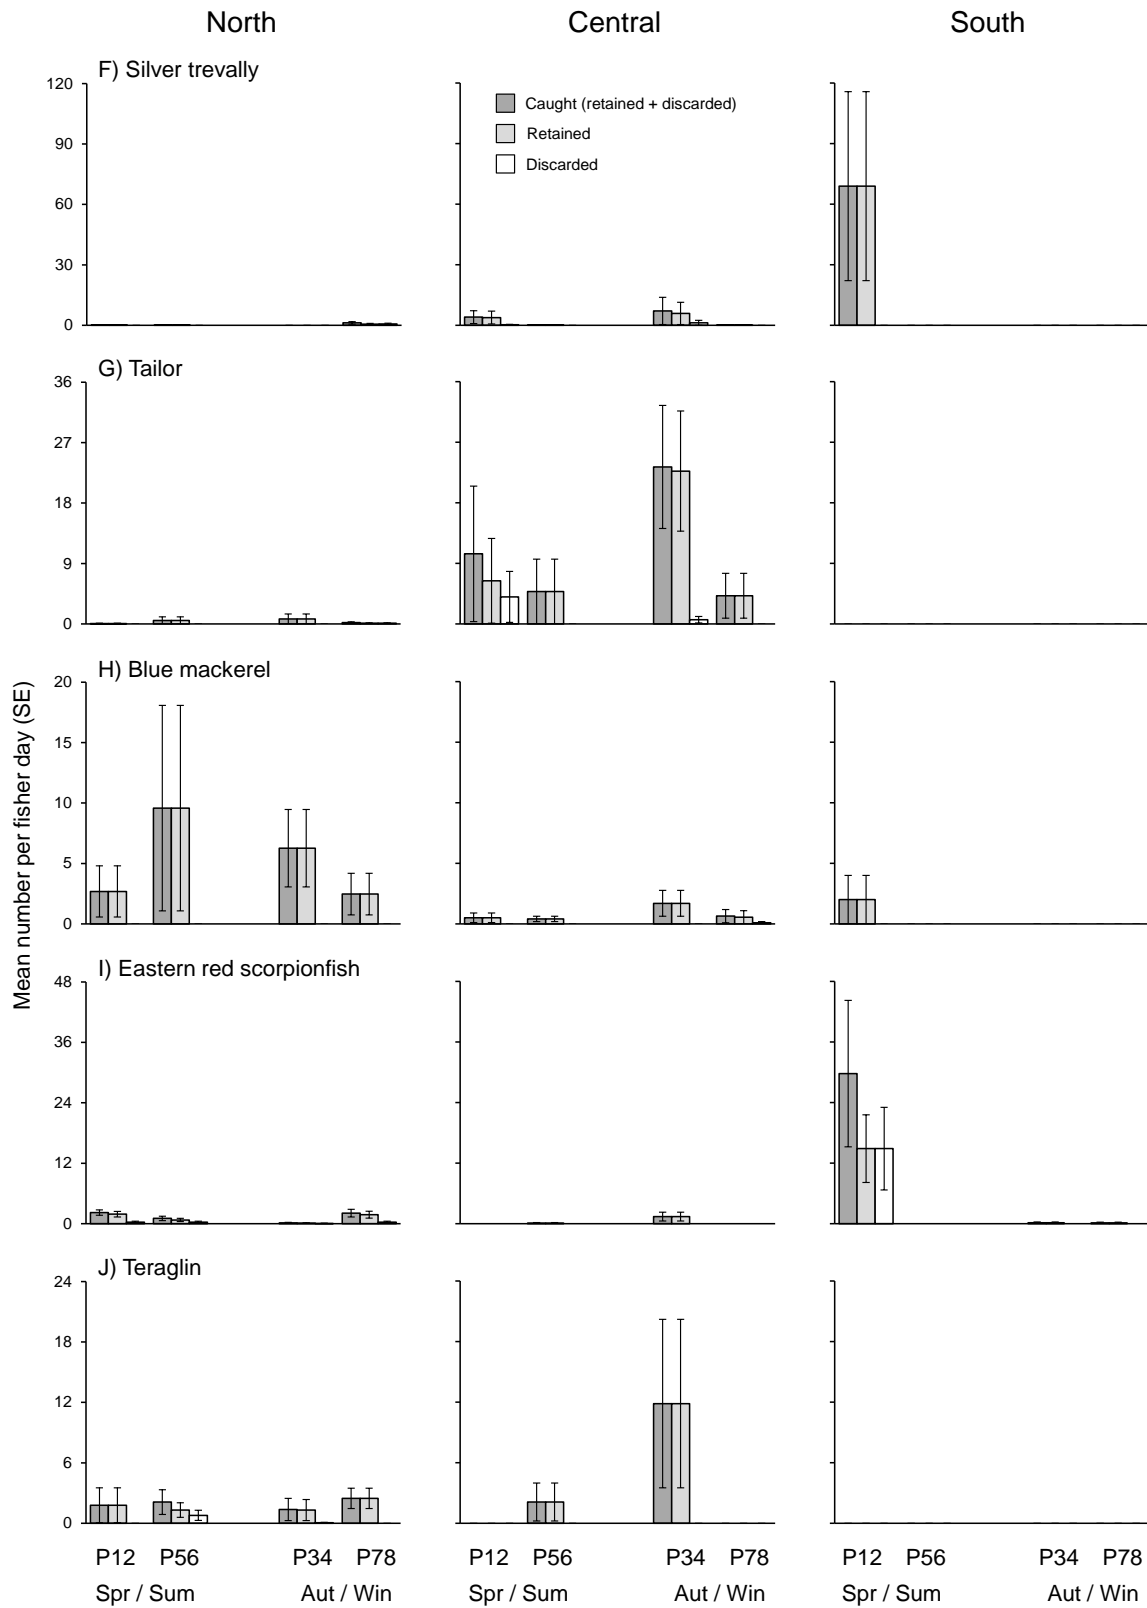 North Central South
F) Silver trevally
120
90
60
30
0
Caught (retained + discarded)
Retained
Discarded
G) Tailor
36
27
18
9
0
Mean number per fisher day (SE)
H) Blue mackerel
20
15
10
5
0
I) Eastern red scorpionfish
48
36
24
12
0
J) Teraglin
24
18
12
6
0
P12 P56 P34 P78 P12 P56 P34 P78 P12 P56 P34 P78
Spr / Sum Aut / Win Spr / Sum Aut / Win Spr / Sum Aut / Win